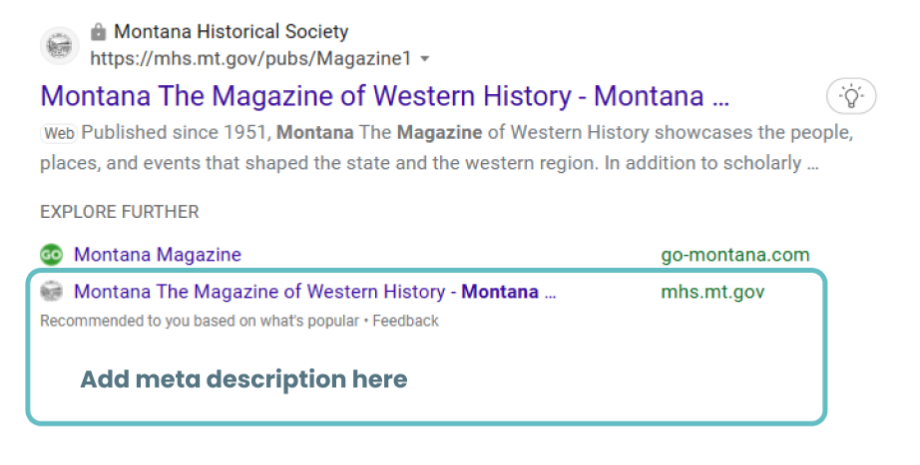 Montana Historical Society
https://mhs.mt.gov/pubs/Magazine1
Montana The Magazine of Western History - Montana ...
Web Published since 1951, Montana The Magazine of Western History showcases the people,
places, and events that shaped the state and the western region. In addition to scholarly ...
EXPLORE FURTHER
GO Montana Magazine go-montana.com
Montana The Magazine of Western History - Montana ... mhs.mt.gov
Recommended to you based on what's popular • Feedback
Add meta description here